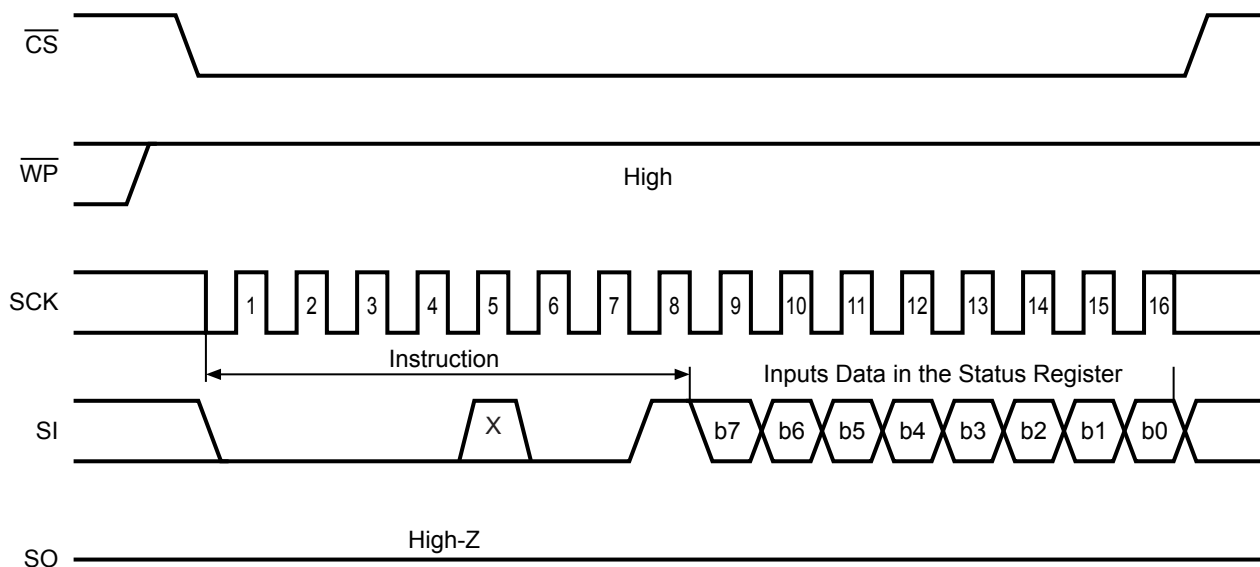 CS
WP
High
SCK 1 2 3 4 5 6 7 8 9 10 11 12 13 14 15 16
Instruction
Inputs Data in the Status Register
SI X b7 b6 b5 b4 b3 b2 b1 b0
High-Z
SO